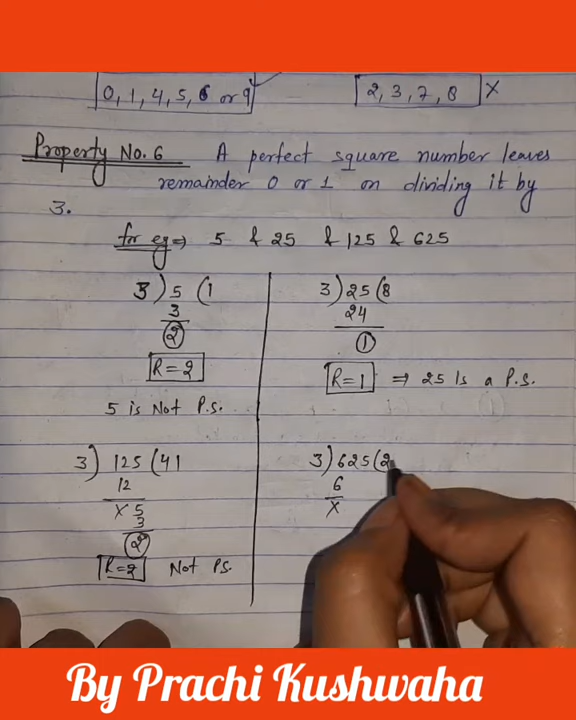 0, 1, 4, 5, 6 or 9
2, 3, 7, 8 X
Property No. 6 A perfect square number leaves
remainder 0 or 1 on dividing it by
3.
for eg ⇒ 5 & 25 & 125 & 625
3 ) 5 ( 1
3
2
R = 2
5 is Not P.S.
3 ) 25 ( 8
24
1
R = 1 ⇒ 25 Is a P.S.
3 ) 125 ( 41
12
X 5
3
2
R = 2 Not P.S.
3 ) 625 ( 2
6
X
By Prachi Kushwaha